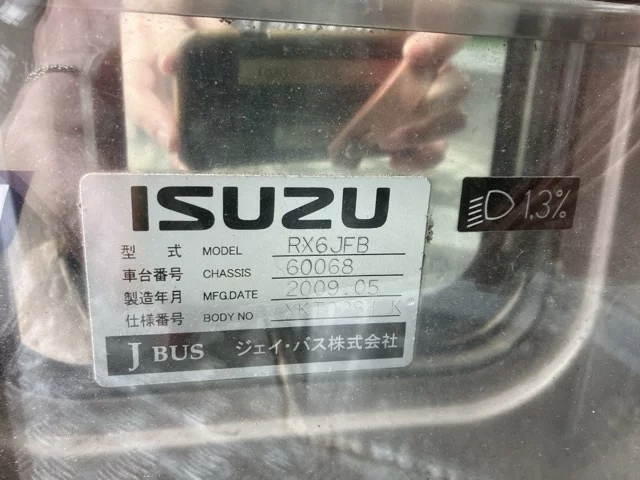 ISUZU
型式 MODEL RX6JFB
車台番号 CHASSIS 60068
製造年月 MFG.DATE 2009.05
仕様番号 BODY NO
J BUS ジェイ・バス株式会社
1.3%